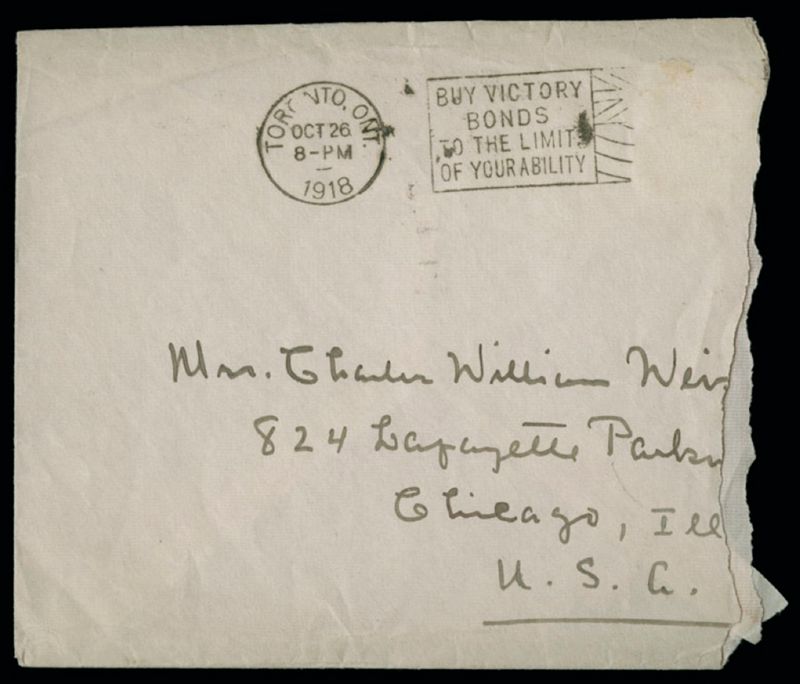 TORONTO, ONT.
OCT 26
8-PM
1918
BUY VICTORY
BONDS
TO THE LIMIT
OF YOUR ABILITY
Mrs. Charles William Weir
824 Lafayette Parkw
Chicago, Ill
U. S. A.